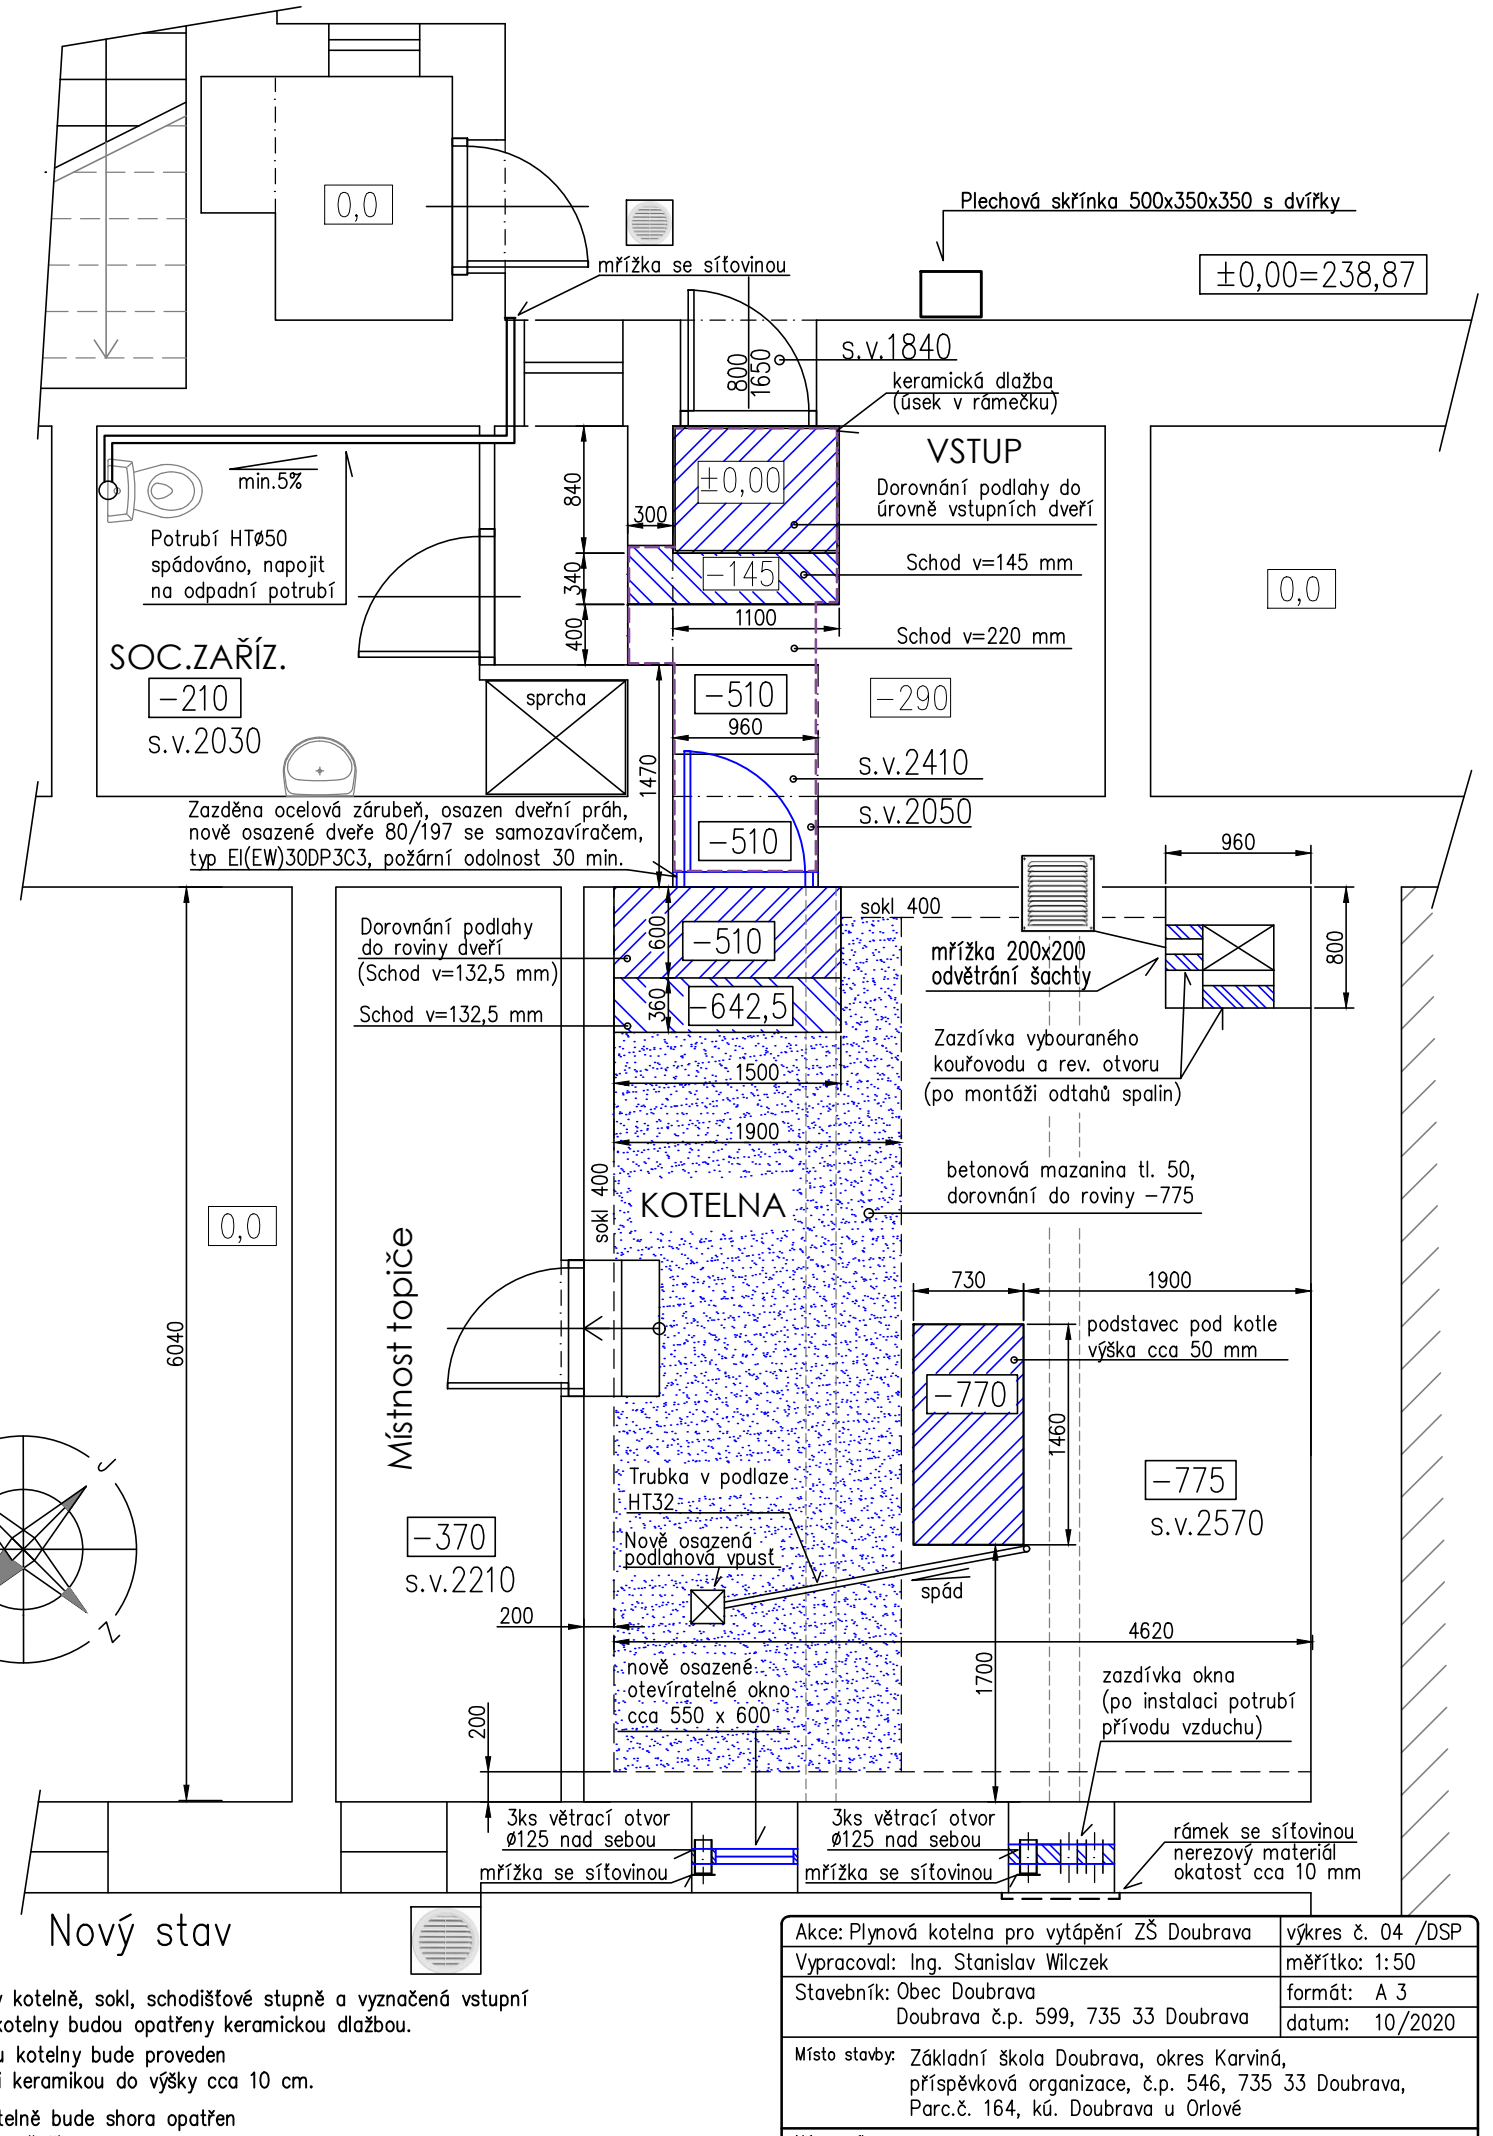 0,0
Plechová skřínka 500x350x350 s dvířky
mřížka se síťovinou
±0,00=238,87
s.v.1840
800
1650
keramická dlažba
(úsek v rámečku)
VSTUP
min.5%
840
±0,00
Dorovnání podlahy do
úrovně vstupních dveří
300
Potrubí HTø50
spádováno, napojit
na odpadní potrubí
340
-145
Schod v=145 mm
0,0
1100
400
Schod v=220 mm
SOC.ZAŘÍZ.
-210
s.v.2030
sprcha
-510
-290
960
1470
s.v.2410
s.v.2050
Zazděna ocelová zárubeň, osazen dveřní práh,
nově osazené dveře 80/197 se samozavíračem,
typ EI(EW)30DP3C3, požární odolnost 30 min.
-510
960
sokl 400
Dorovnání podlahy
do roviny dveří
(Schod v=132,5 mm)
600
-510
mřížka 200x200
odvětrání šachty
800
Schod v=132,5 mm
360
-642,5
Zazdívka vybouraného
kouřovodu a rev. otvoru
(po montáži odtahů spalin)
1500
1900
sokl 400
KOTELNA
betonová mazanina tl. 50,
dorovnání do roviny -775
0,0
Místnost topiče
730
1900
6040
podstavec pod kotle
výška cca 50 mm
-770
1460
J
Trubka v podlaze
HT32
-775
s.v.2570
-370
s.v.2210
Nově osazená
podlahová vpusť
spád
Z
200
4620
nově osazené
otevíratelné okno
cca 550 x 600
1700
zazdívka okna
(po instalaci potrubí
přívodu vzduchu)
200
3ks větrací otvor
ø125 nad sebou
mřížka se síťovinou
3ks větrací otvor
ø125 nad sebou
mřížka se síťovinou
rámek se síťovinou
nerezový materiál
okatost cca 10 mm
Nový stav
kotelně, sokl, schodišťové stupně a vyznačená vstupní
kotelny budou opatřeny keramickou dlažbou.
u kotelny bude proveden
i keramikou do výšky cca 10 cm.
telně bude shora opatřen
Akce: Plynová kotelna pro vytápění ZŠ Doubrava
výkres č. 04 /DSP
Vypracoval: Ing. Stanislav Wilczek
měřítko: 1:50
Stavebník: Obec Doubrava
formát: A 3
Doubrava č.p. 599, 735 33 Doubrava
datum: 10/2020
Místo stavby: Základní škola Doubrava, okres Karviná,
příspěvková organizace, č.p. 546, 735 33 Doubrava,
Parc.č. 164, kú. Doubrava u Orlové